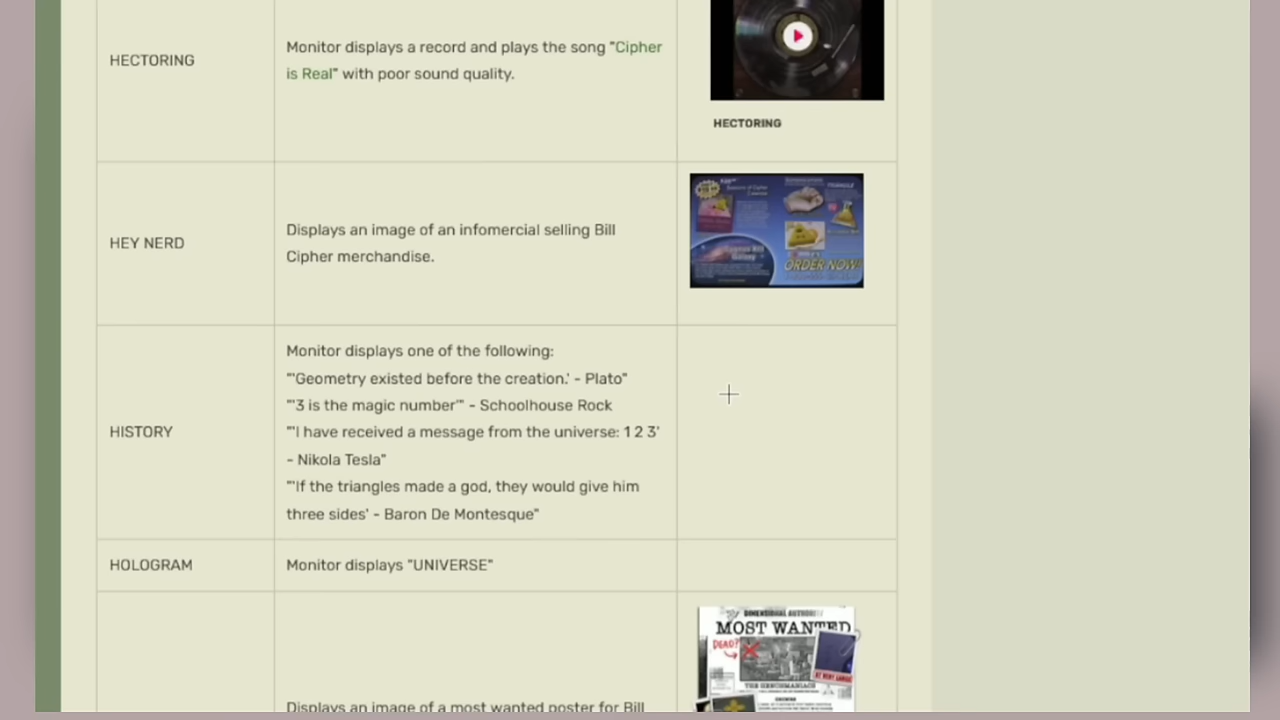 HECTORING
Monitor displays a record and plays the song "Cipher
is Real" with poor sound quality.
HECTORING
HEY NERD
Displays an image of an infomercial selling Bill
Cipher merchandise.
ORDER NOW!
HISTORY
Monitor displays one of the following:
"'Geometry existed before the creation.' - Plato"
"'3 is the magic number'" - Schoolhouse Rock
"'I have received a message from the universe: 1 2 3'
- Nikola Tesla"
"'If the triangles made a god, they would give him
three sides' - Baron De Montesque"
HOLOGRAM
Monitor displays "UNIVERSE"
MOST WANTED
DEAD?
THE HENCHMANIACS
Displays an image of a most wanted poster for Bill